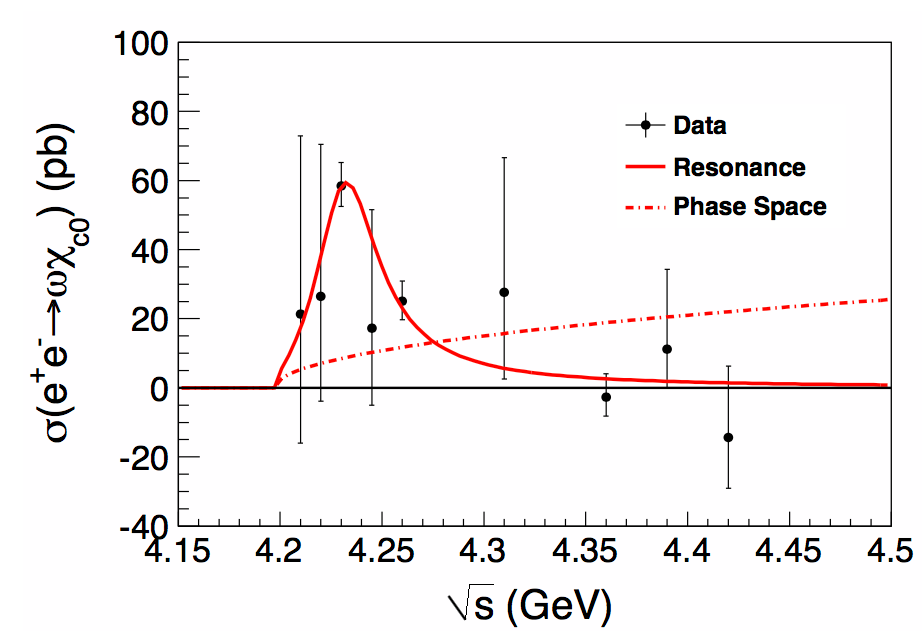 100
80
60
40
20
0
-20
-40
σ(e⁺e⁻→ωχ_c0) (pb)
Data
Resonance
Phase Space
4.15 4.2 4.25 4.3 4.35 4.4 4.45 4.5
√s (GeV)